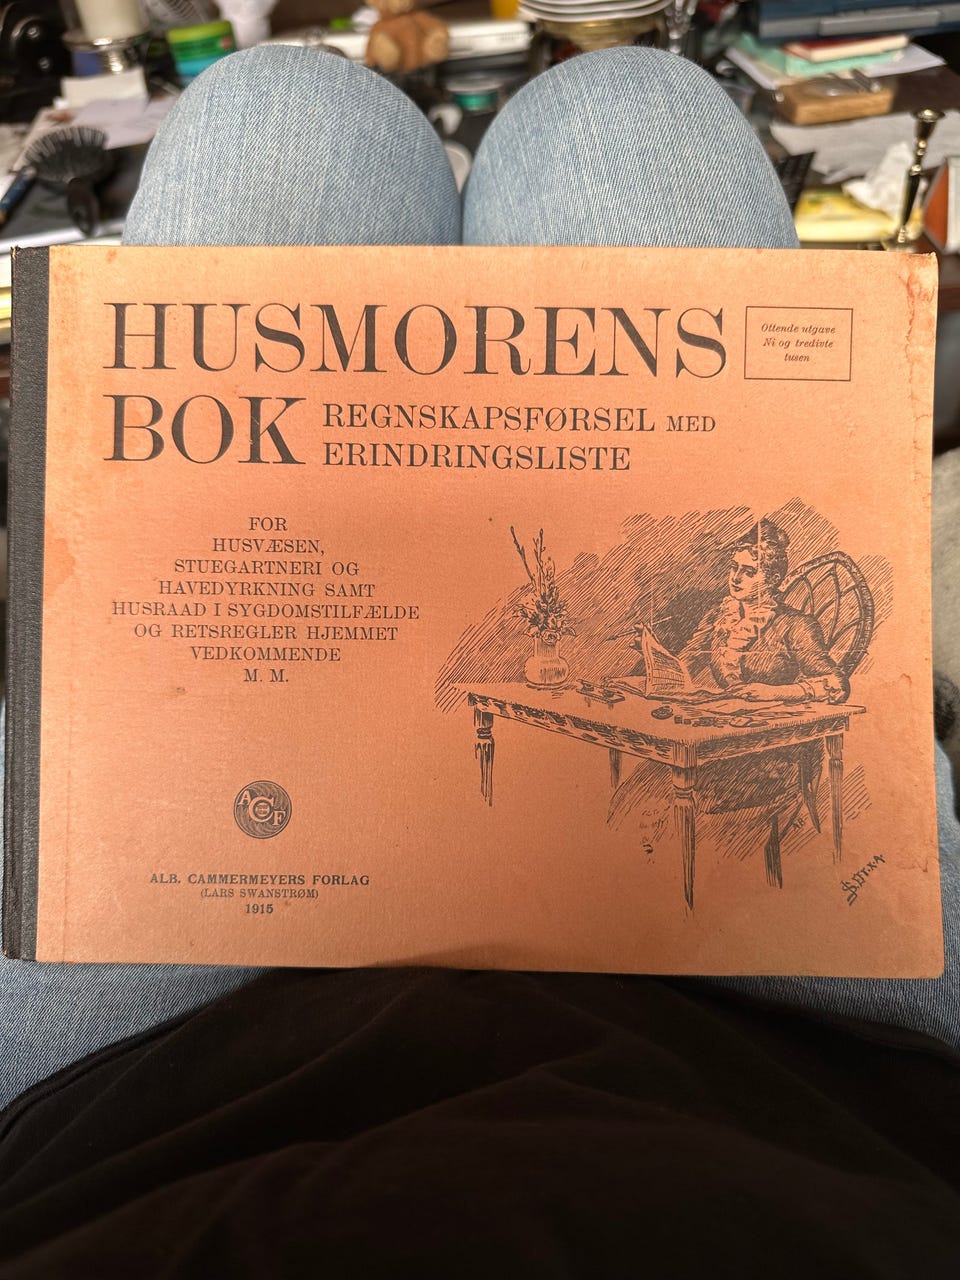 HUSMORENS
Ottende utgave
Ni og tredivte
tusen
BOK REGNSKAPSFØRSEL MED
ERINDRINGSLISTE
FOR
HUSVÆSEN,
STUEGARTNERI OG
HAVEDYRKNING SAMT
HUSRAAD I SYGDOMSTILFÆLDE
OG RETSREGLER HJEMMET
VEDKOMMENDE
M. M.
ACF
ALB. CAMMERMEYERS FORLAG
(LARS SWANSTRØM)
1915